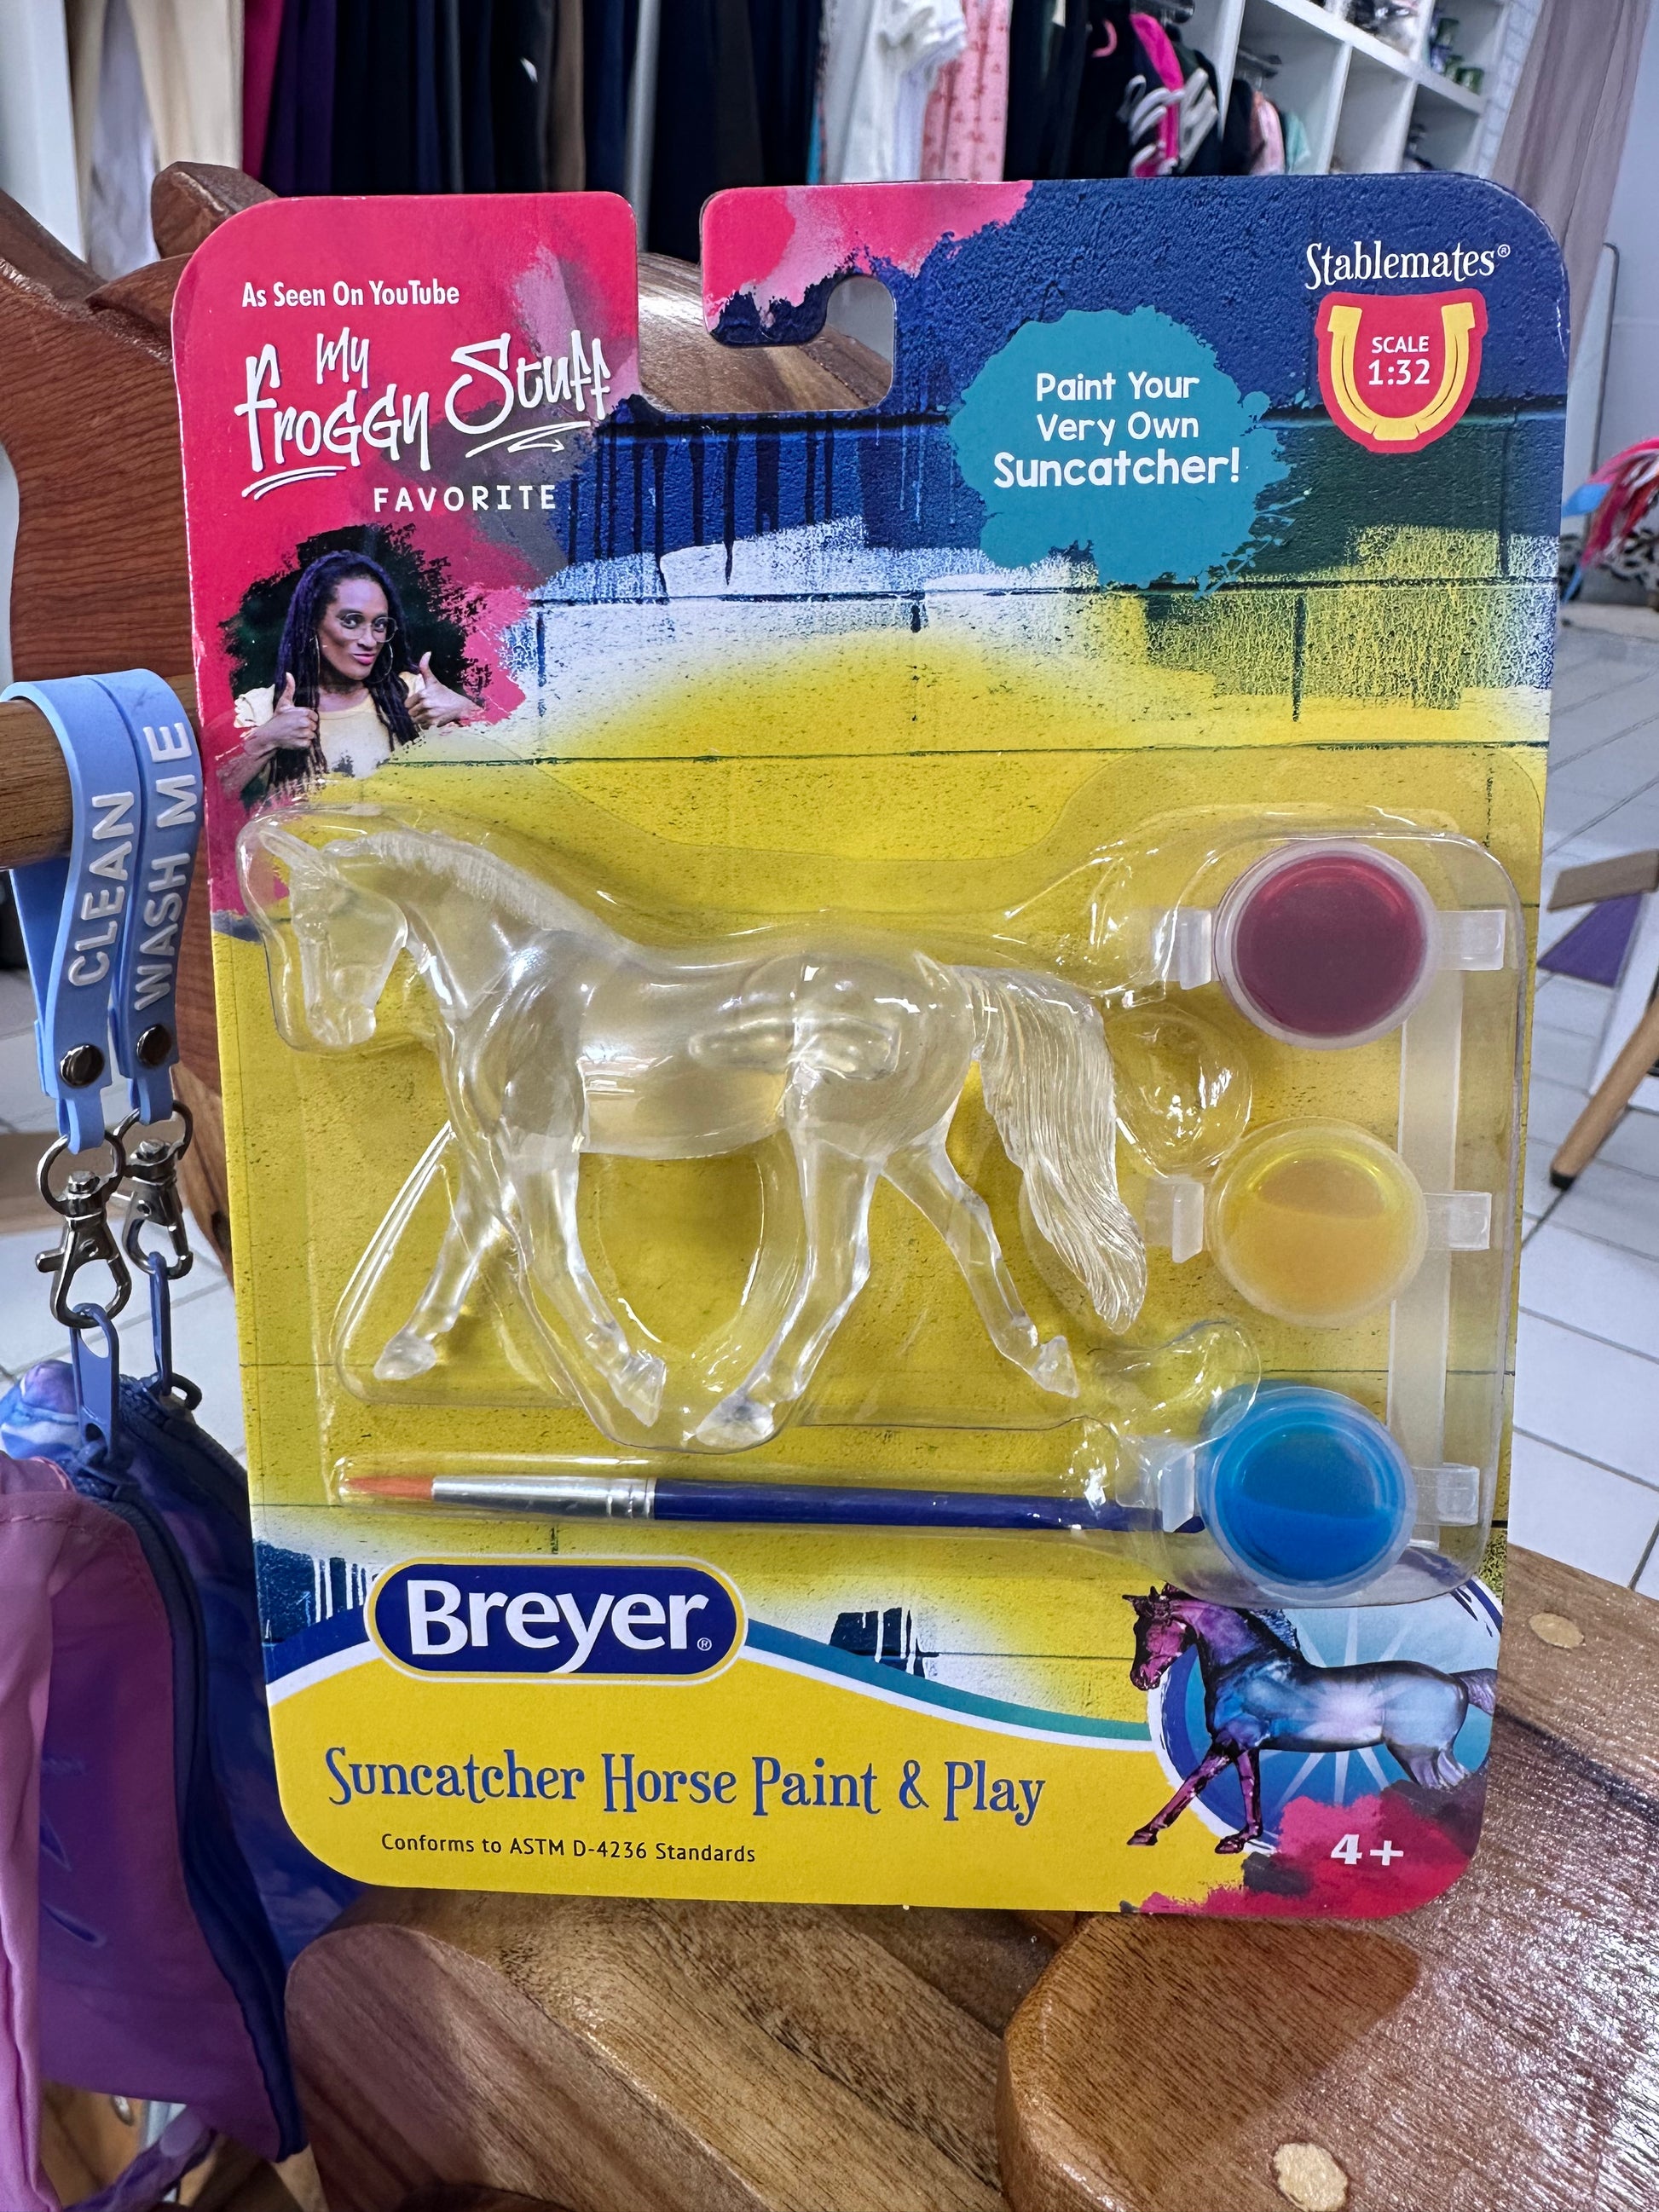 As Seen On YouTube
My
Froggy Stuff
FAVORITE
Paint Your
Very Own
Suncatcher!
Stablemates®
SCALE
1:32
CLEAN
WASH ME
Breyer®
Suncatcher Horse Paint & Play
Conforms to ASTM D-4236 Standards
4+